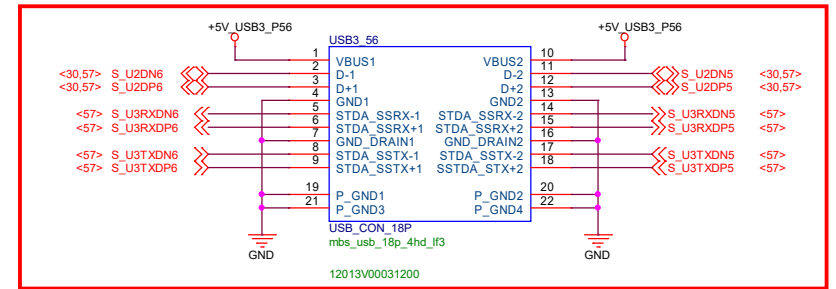 +5V_USB3_P56 +5V_USB3_P56
USB3_56
1 VBUS1 VBUS2 10
<30,57> S_U2DN6 2 D-1 D-2 11 S_U2DN5 <30,57>
<30,57> S_U2DP6 3 D+1 D+2 12 S_U2DP5 <30,57>
4 GND1 GND2 13
<57> S_U3RXDN6 5 STDA_SSRX-1 STDA_SSRX-2 14 S_U3RXDN5 <57>
<57> S_U3RXDP6 6 STDA_SSRX+1 STDA_SSRX+2 15 S_U3RXDP5 <57>
7 GND_DRAIN1 GND_DRAIN2 16
<57> S_U3TXDN6 8 STDA_SSTX-1 STDA_SSTX-2 17 S_U3TXDN5 <57>
<57> S_U3TXDP6 9 STDA_SSTX+1 SSTDA_STX+2 18 S_U3TXDP5 <57>
19 P_GND1 P_GND2 20
21 P_GND3 P_GND4 22
USB_CON_18P
mbs_usb_18p_4hd_lf3
GND GND
12013V00031200